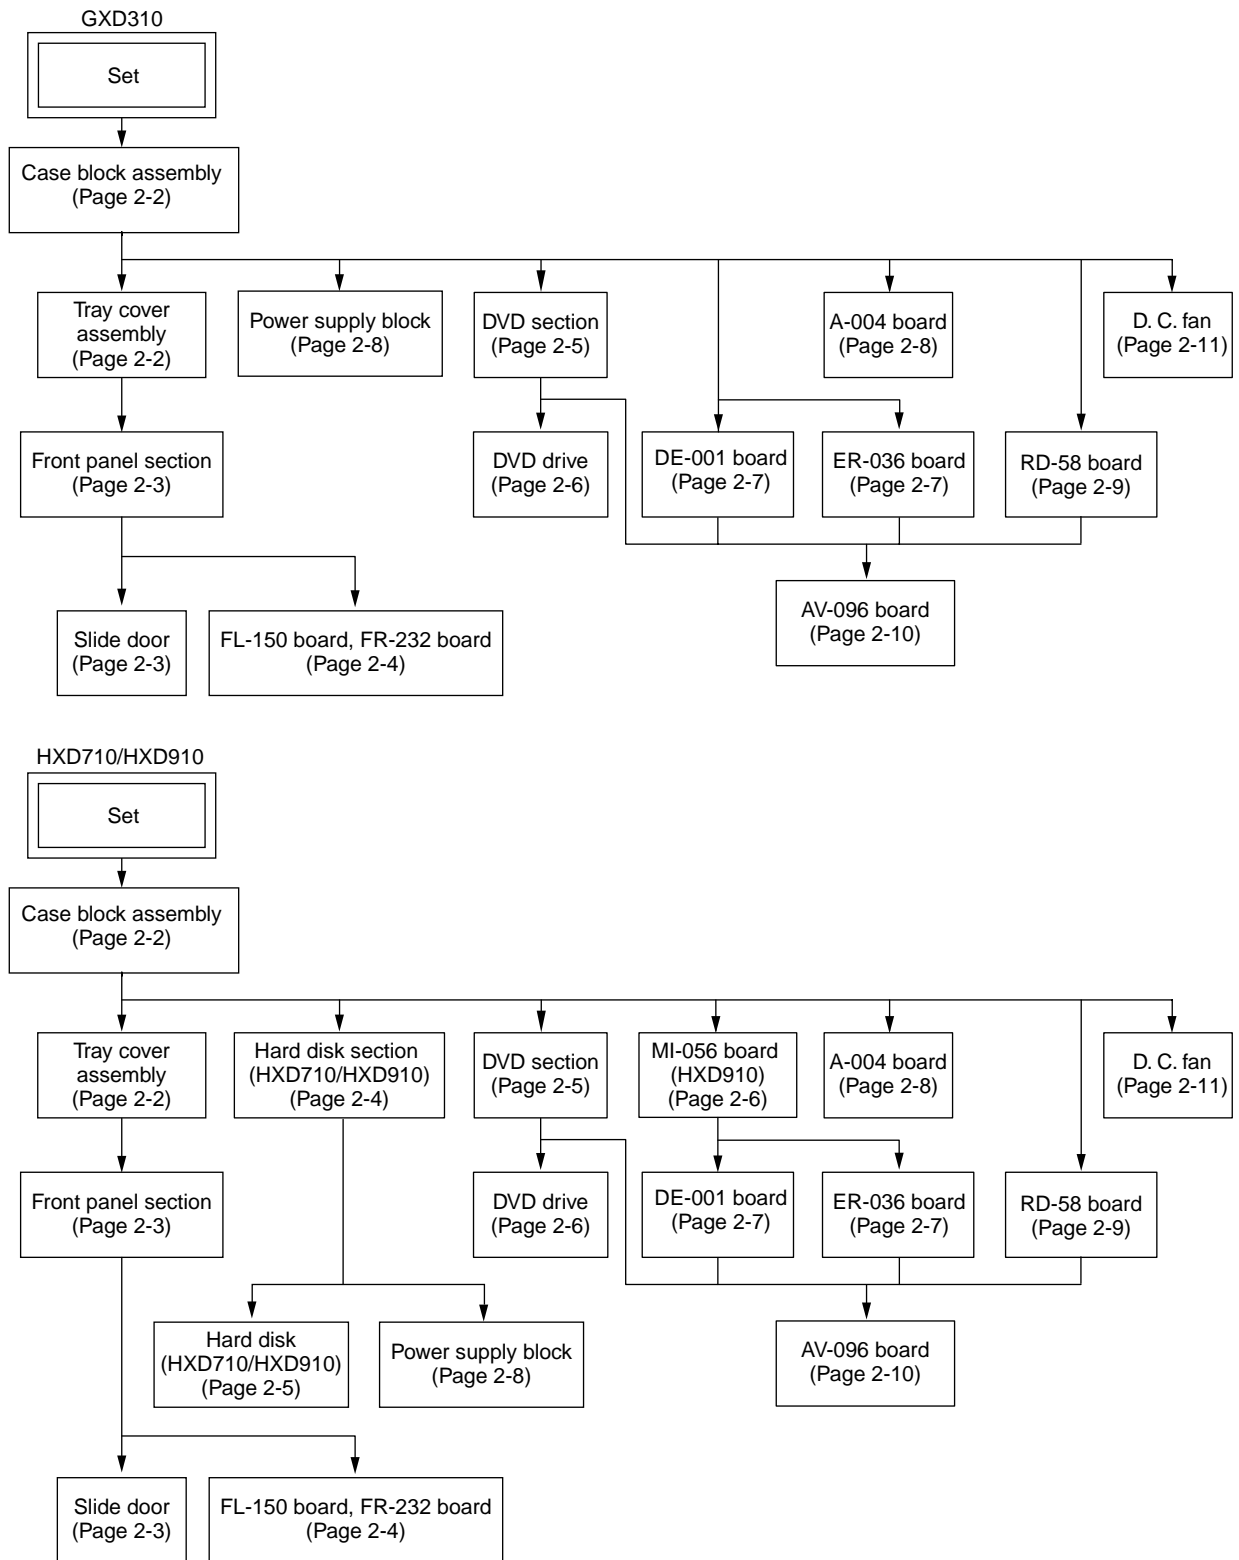 GXD310
Set
Case block assembly
(Page 2-2)
Tray cover
assembly
(Page 2-2)
Power supply block
(Page 2-8)
DVD section
(Page 2-5)
A-004 board
(Page 2-8)
D. C. fan
(Page 2-11)
Front panel section
(Page 2-3)
DVD drive
(Page 2-6)
DE-001 board
(Page 2-7)
ER-036 board
(Page 2-7)
RD-58 board
(Page 2-9)
Slide door
(Page 2-3)
FL-150 board, FR-232 board
(Page 2-4)
AV-096 board
(Page 2-10)
HXD710/HXD910
Set
Case block assembly
(Page 2-2)
Tray cover
assembly
(Page 2-2)
Hard disk section
(HXD710/HXD910)
(Page 2-4)
DVD section
(Page 2-5)
MI-056 board
(HXD910)
(Page 2-6)
A-004 board
(Page 2-8)
D. C. fan
(Page 2-11)
Front panel section
(Page 2-3)
DVD drive
(Page 2-6)
DE-001 board
(Page 2-7)
ER-036 board
(Page 2-7)
RD-58 board
(Page 2-9)
Hard disk
(HXD710/HXD910)
(Page 2-5)
Power supply block
(Page 2-8)
AV-096 board
(Page 2-10)
Slide door
(Page 2-3)
FL-150 board, FR-232 board
(Page 2-4)